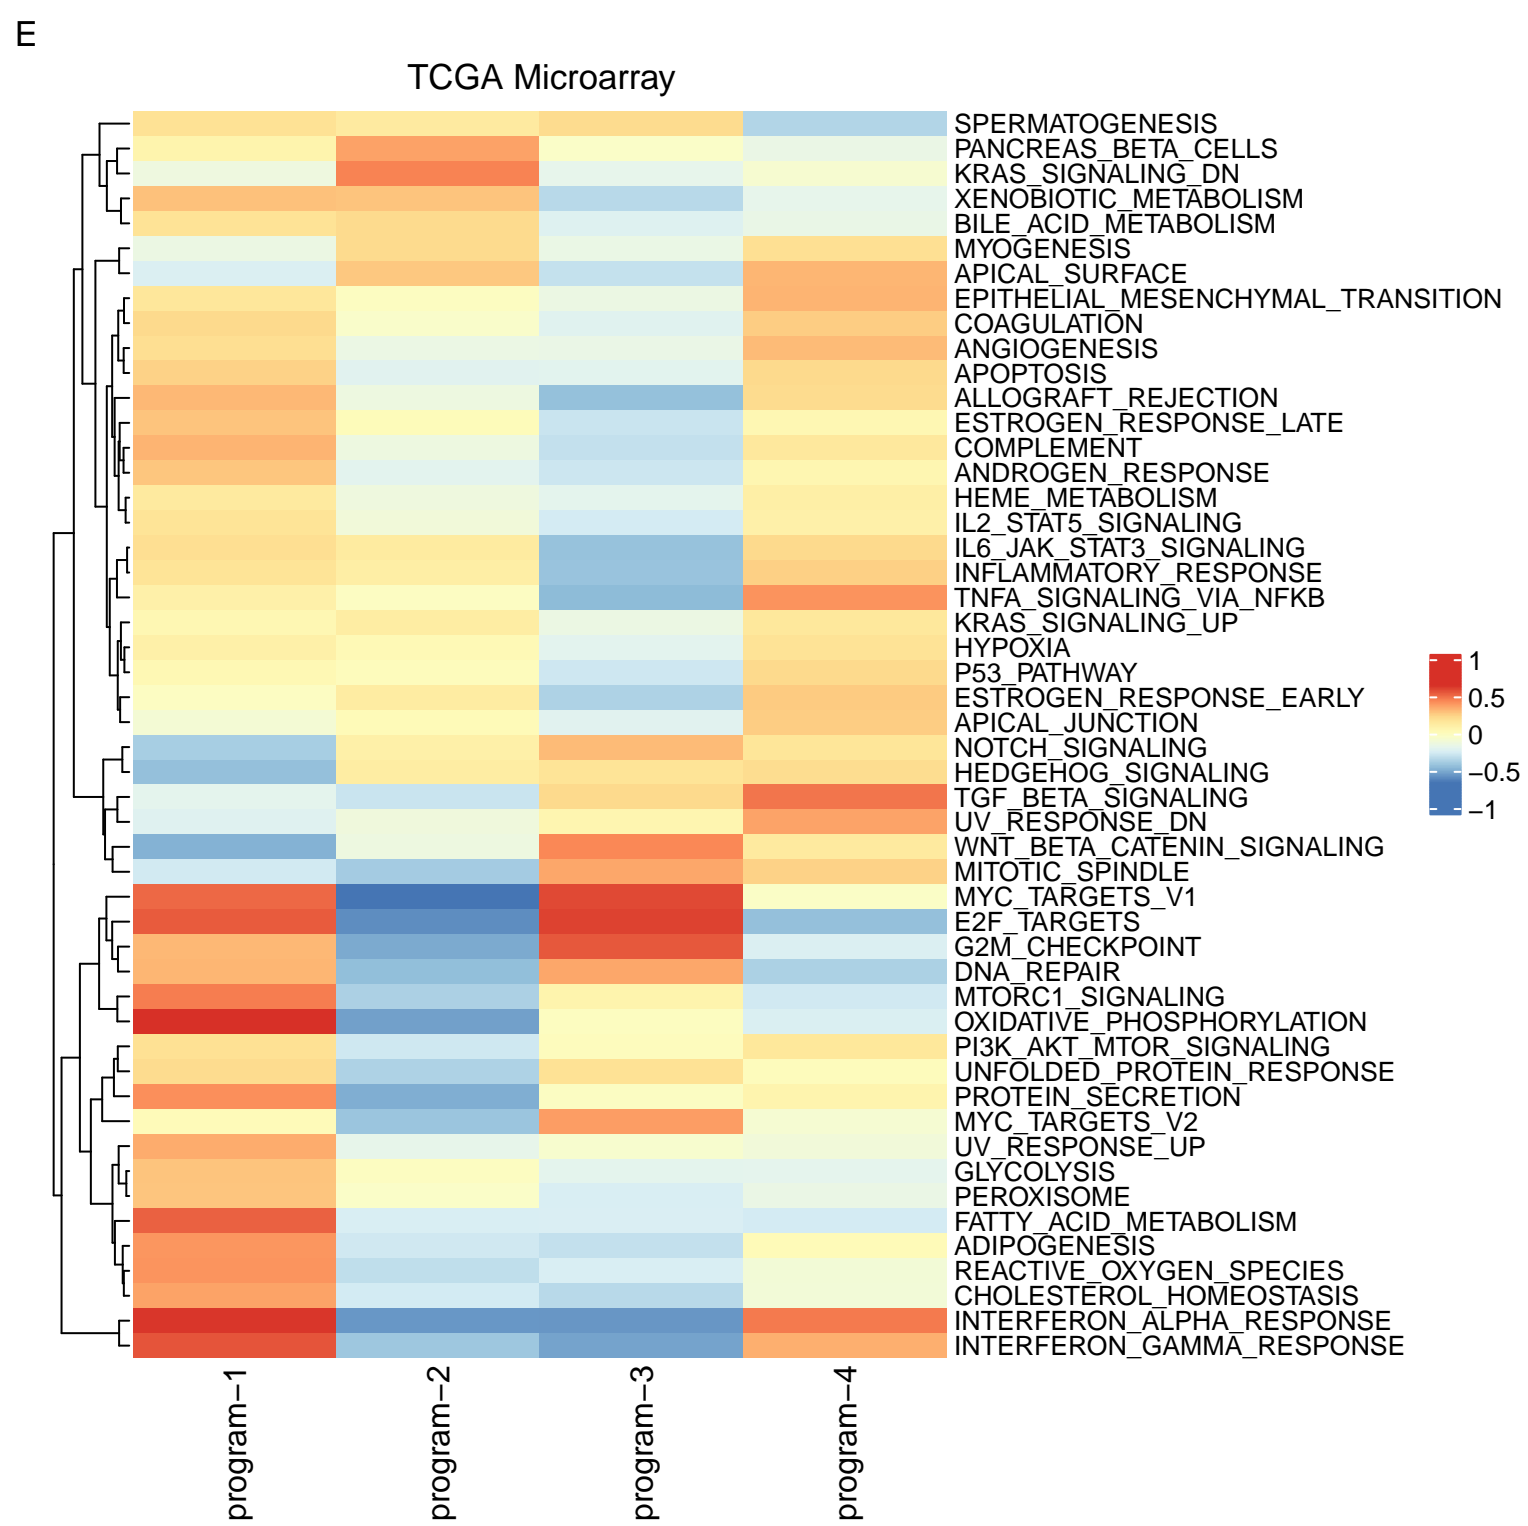 E
TCGA Microarray
SPERMATOGENESIS
PANCREAS_BETA_CELLS
KRAS_SIGNALING_DN
XENOBIOTIC_METABOLISM
BILE_ACID_METABOLISM
MYOGENESIS
APICAL_SURFACE
EPITHELIAL_MESENCHYMAL_TRANSITION
COAGULATION
ANGIOGENESIS
APOPTOSIS
ALLOGRAFT_REJECTION
ESTROGEN_RESPONSE_LATE
COMPLEMENT
ANDROGEN_RESPONSE
HEME_METABOLISM
IL2_STAT5_SIGNALING
IL6_JAK_STAT3_SIGNALING
INFLAMMATORY_RESPONSE
TNFA_SIGNALING_VIA_NFKB
KRAS_SIGNALING_UP
HYPOXIA
P53_PATHWAY
ESTROGEN_RESPONSE_EARLY
APICAL_JUNCTION
NOTCH_SIGNALING
HEDGEHOG_SIGNALING
TGF_BETA_SIGNALING
UV_RESPONSE_DN
WNT_BETA_CATENIN_SIGNALING
MITOTIC_SPINDLE
MYC_TARGETS_V1
E2F_TARGETS
G2M_CHECKPOINT
DNA_REPAIR
MTORC1_SIGNALING
OXIDATIVE_PHOSPHORYLATION
PI3K_AKT_MTOR_SIGNALING
UNFOLDED_PROTEIN_RESPONSE
PROTEIN_SECRETION
MYC_TARGETS_V2
UV_RESPONSE_UP
GLYCOLYSIS
PEROXISOME
FATTY_ACID_METABOLISM
ADIPOGENESIS
REACTIVE_OXYGEN_SPECIES
CHOLESTEROL_HOMEOSTASIS
INTERFERON_ALPHA_RESPONSE
INTERFERON_GAMMA_RESPONSE
1
0.5
0
−0.5
−1
program−1
program−2
program−3
program−4